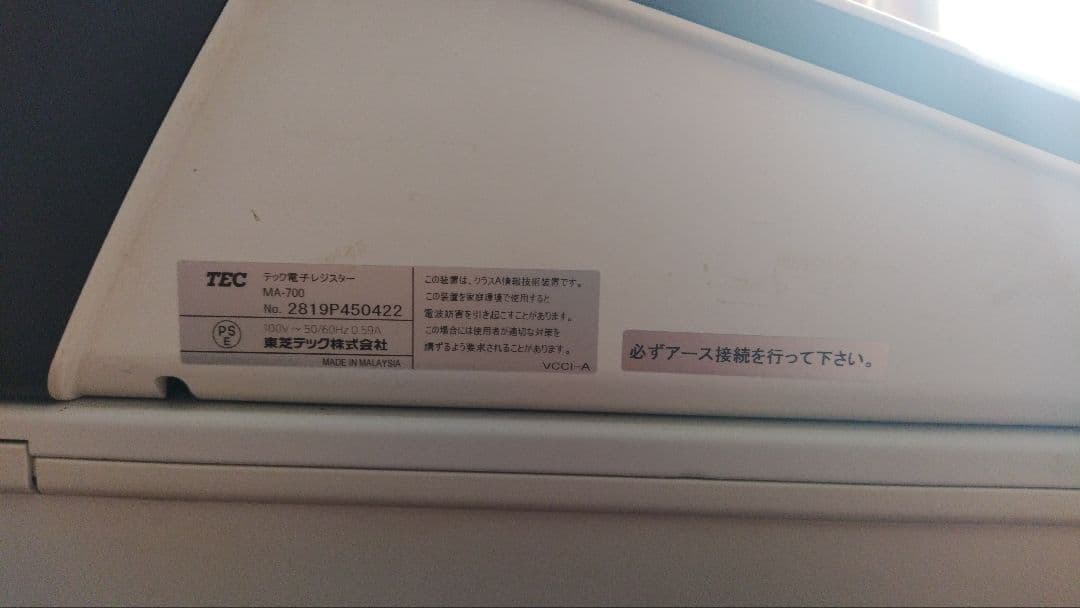 TEC テック電子レジスター
MA-700
No. 2819P450422
PS
E
100V～50/60Hz 0.59A
東芝テック株式会社
MADE IN MALAYSIA
この装置は、クラスA情報技術装置です。
この装置を家庭環境で使用すると
電波妨害を引き起こすことがあります。
この場合には使用者が適切な対策を
講ずるよう要求されることがあります。
VCCI-A
必ずアース接続を行って下さい。